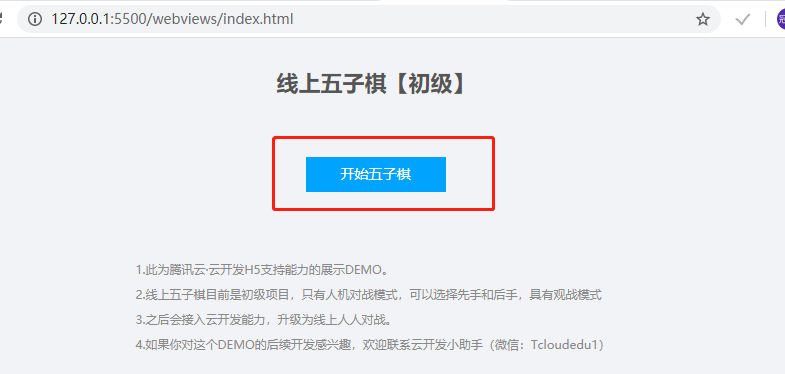 127.0.0.1:5500/webviews/index.html
线上五子棋【初级】
开始五子棋
1.此为腾讯云·云开发H5支持能力的展示DEMO。
2.线上五子棋目前是初级项目，只有人机对战模式，可以选择先手和后手，具有观战模式
3.之后会接入云开发能力，升级为线上人人对战。
4.如果你对这个DEMO的后续开发感兴趣，欢迎联系云开发小助手（微信：Tcloudedu1）